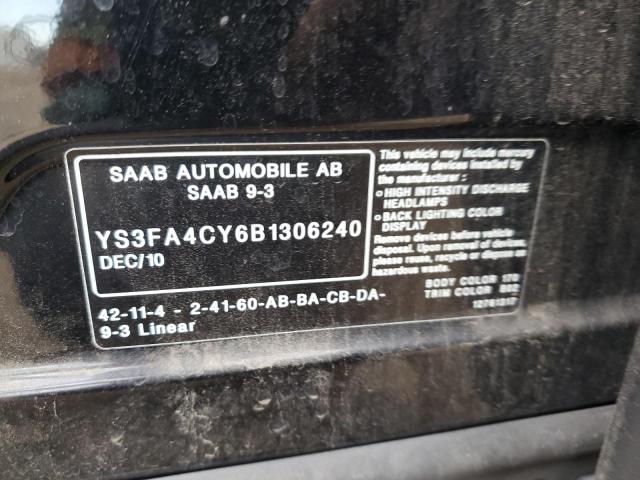 SAAB AUTOMOBILE AB
SAAB 9-3
YS3FA4CY6B1306240
DEC/10
42-11-4 - 2-41-60-AB-BA-CB-DA-
9-3 Linear
This vehicle may include mercury
containing devices installed by
the manufacturer:
o HIGH INTENSITY DISCHARGE
HEADLAMPS
o BACK LIGHTING COLOR
DISPLAY
Remove devices before vehicle
disposal. Upon removal of devices
please reuse, recycle or dispose as
hazardous waste.
BODY COLOR 170
TRIM COLOR